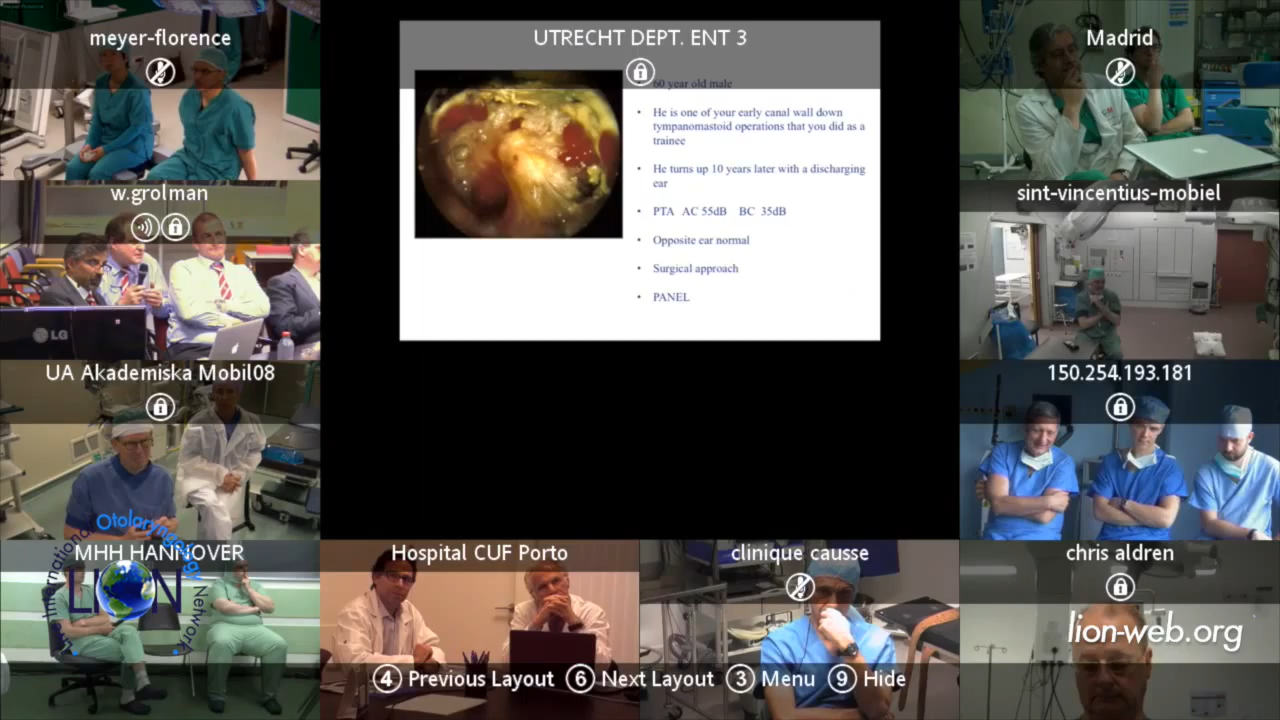 meyer-florence
UTRECHT DEPT. ENT 3
Madrid
60 year old male
He is one of your early canal wall down
tympanomastoid operations that you did as a
trainee
He turns up 10 years later with a discharging
ear
PTA AC 55dB BC 35dB
Opposite ear normal
Surgical approach
PANEL
w.grolman
sint-vincentius-mobiel
LG
UA Akademiska Mobil08
150.254.193.181
MHH HANNOVER
Hospital CUF Porto
clinique causse
chris aldren
International Otolaryngology Network
LION
lion-web.org
4 Previous Layout 6 Next Layout 3 Menu 9 Hide